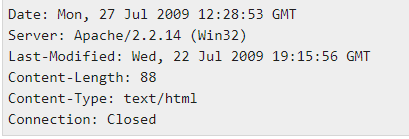 Date: Mon, 27 Jul 2009 12:28:53 GMT
Server: Apache/2.2.14 (Win32)
Last-Modified: Wed, 22 Jul 2009 19:15:56 GMT
Content-Length: 88
Content-Type: text/html
Connection: Closed